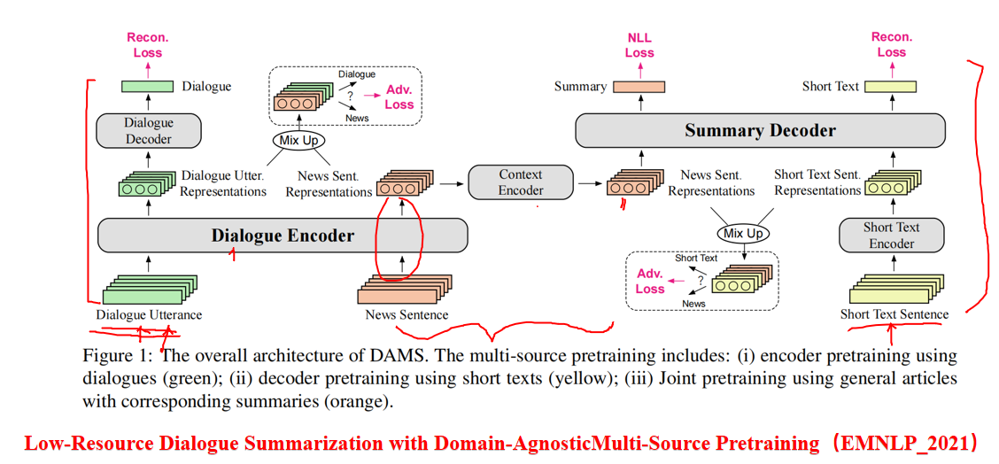 Recon.
Loss
NLL
Loss
Recon.
Loss
Dialogue
Dialogue
?
News
Adv.
Loss
Summary
Short Text
Dialogue
Decoder
Mix Up
Summary Decoder
Dialogue Utter.
Representations
News Sent.
Representations
Context
Encoder
News Sent.
Representations
Short Text Sent.
Representations
Dialogue Encoder
Mix Up
Short Text
Encoder
Short Text
?
News
Adv.
Loss
Dialogue Utterance
News Sentence
Short Text Sentence
Figure 1: The overall architecture of DAMS. The multi-source pretraining includes: (i) encoder pretraining using
dialogues (green); (ii) decoder pretraining using short texts (yellow); (iii) Joint pretraining using general articles
with corresponding summaries (orange).
Low-Resource Dialogue Summarization with Domain-AgnosticMulti-Source Pretraining（EMNLP_2021）